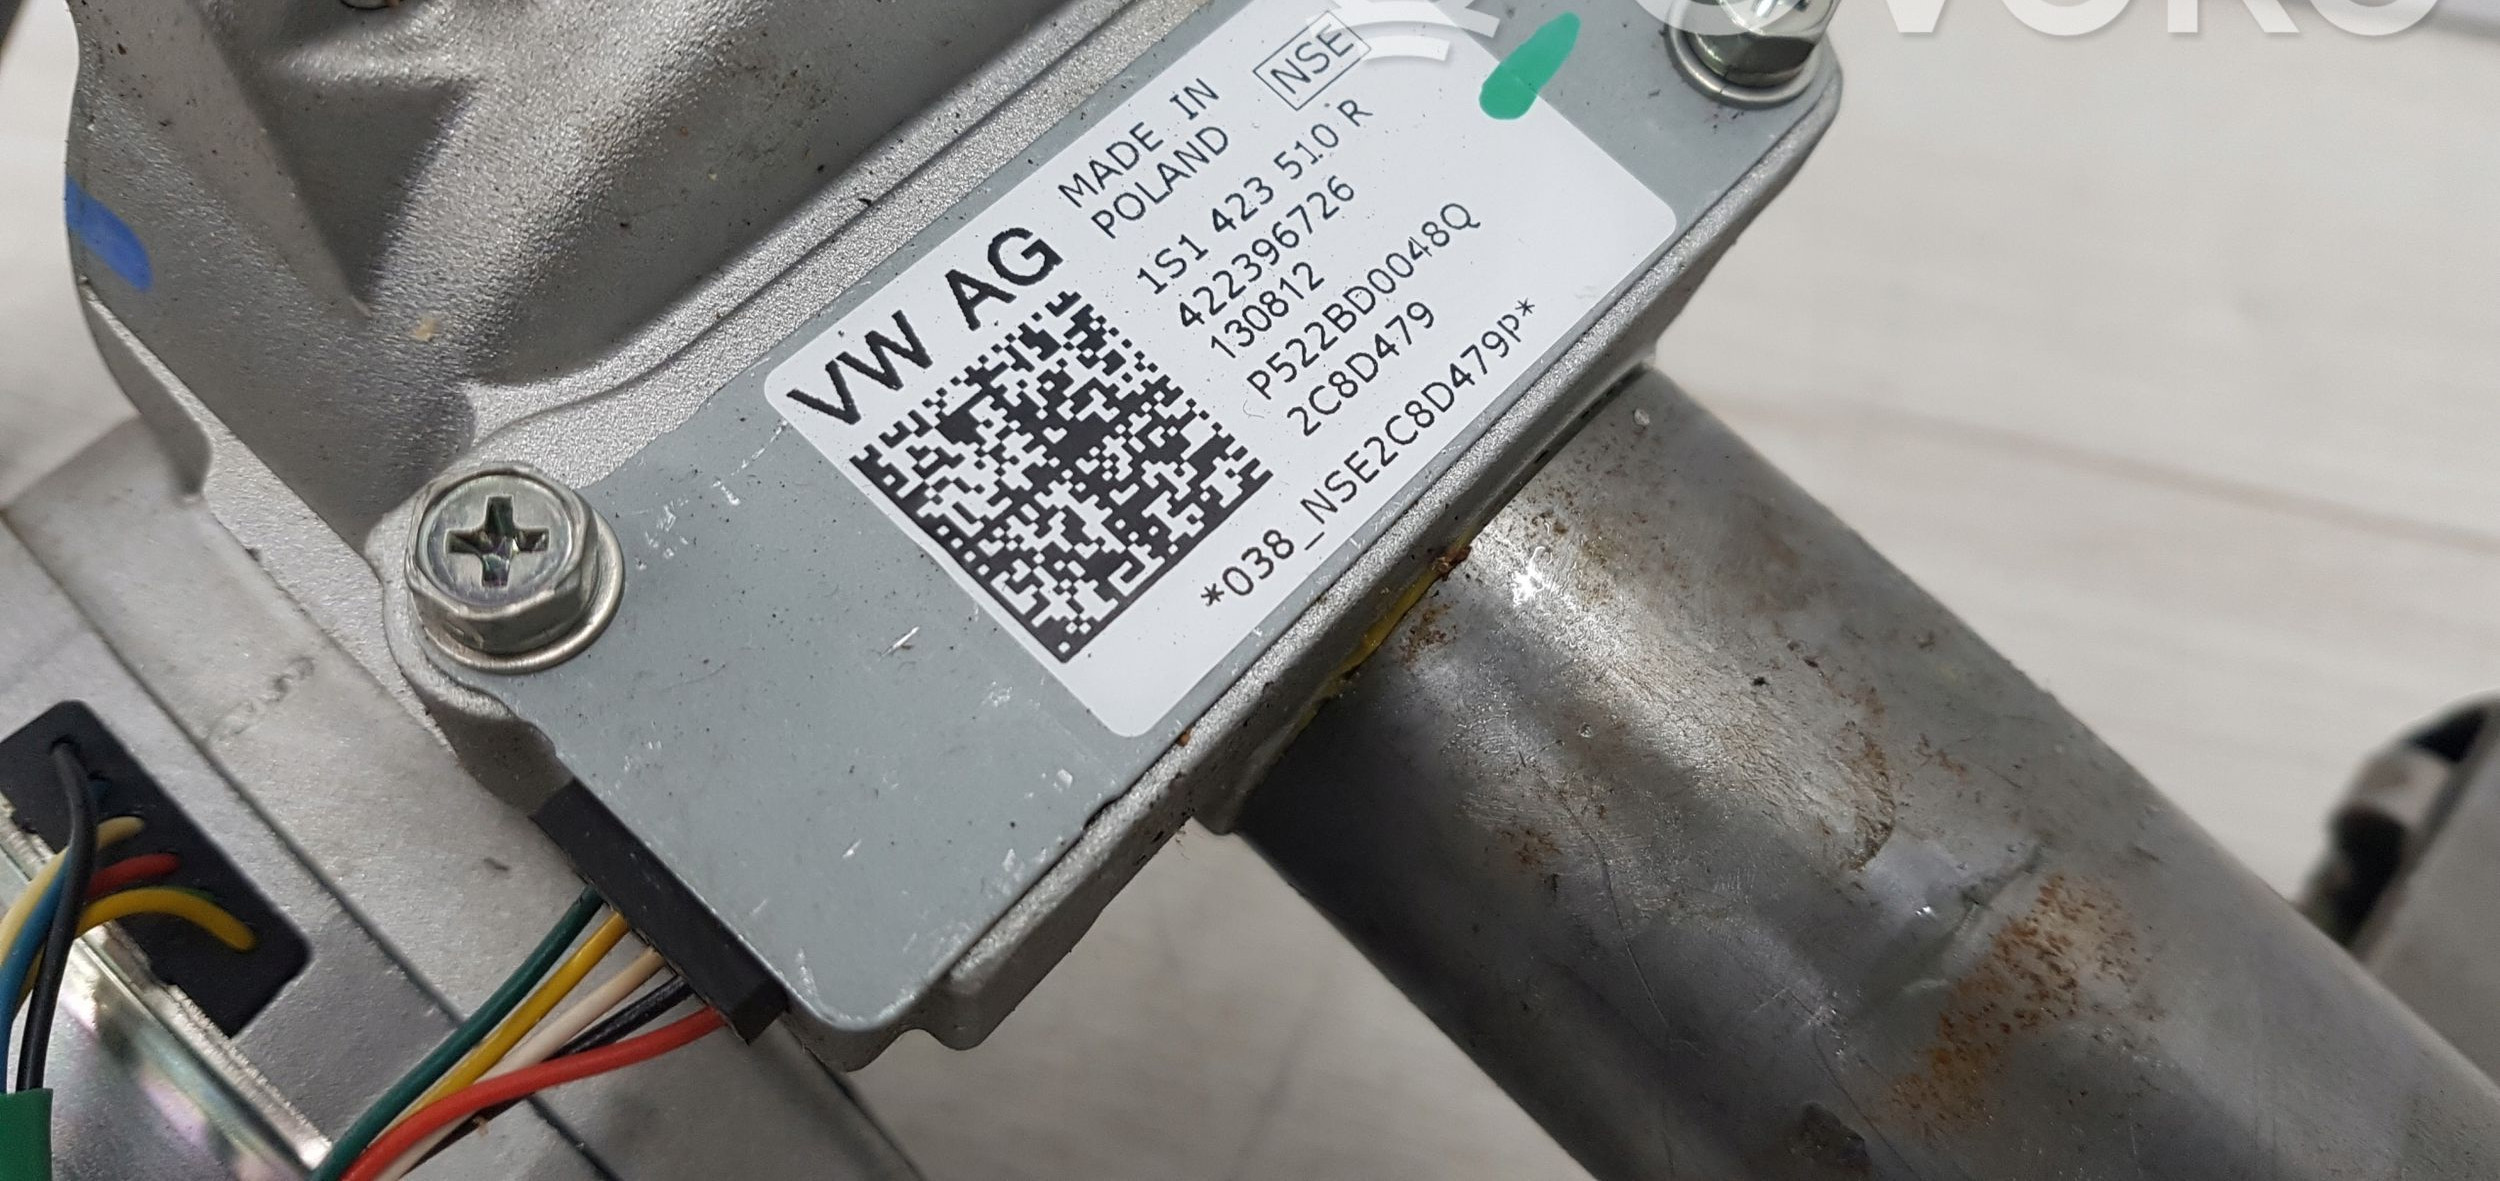 VW AG
MADE IN
POLAND
NSE
1S1 423 510 R
422396726
130812
P522BD0048Q
2C8D479
*038_NSE2C8D479P*